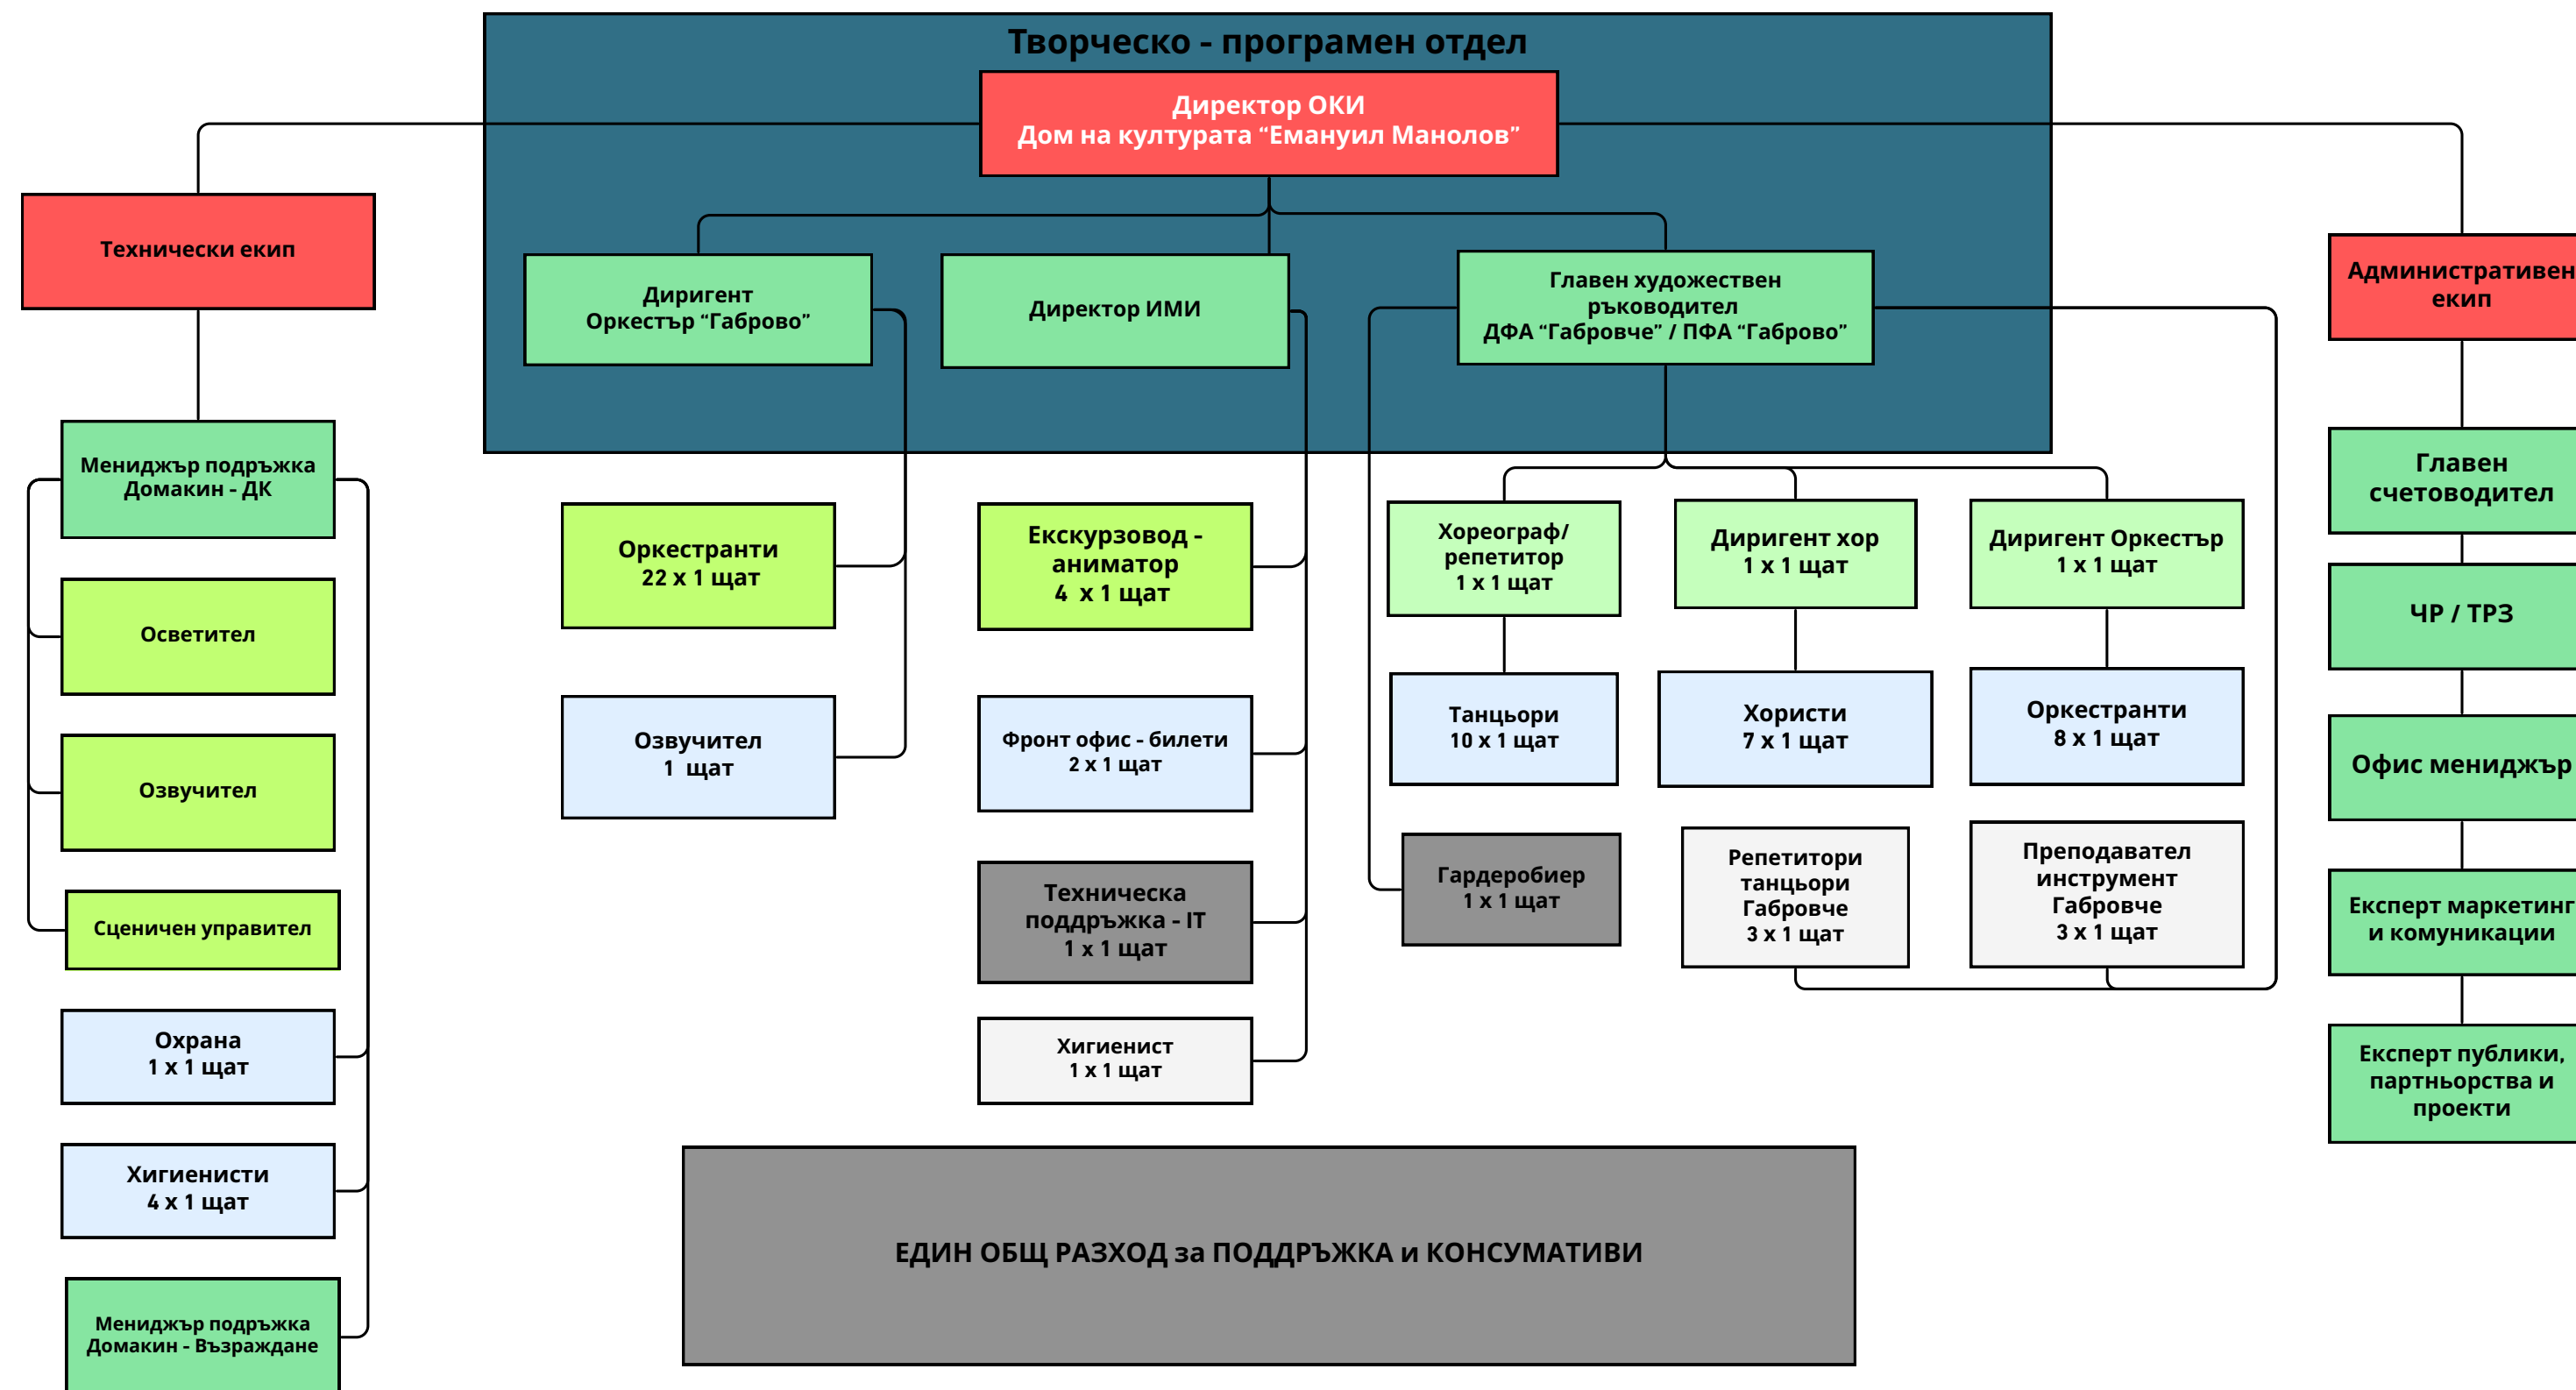 Творческо - програмен отдел
Директор ОКИ
Дом на културата “Емануил Манолов”
Технически екип
Диригент
Оркестър “Габрово”
Директор ИМИ
Главен художествен
ръководител
ДФА “Габровче” / ПФА “Габрово”
Административен
екип
Мениджър подръжка
Домакин - ДК
Осветител
Озвучител
Сценичен управител
Охрана
1 x 1 щат
Хигиенисти
4 x 1 щат
Мениджър подръжка
Домакин - Възраждане
Оркестранти
22 x 1 щат
Озвучител
1 щат
Екскурзовод -
аниматор
4 x 1 щат
Фронт офис - билети
2 x 1 щат
Техническа
поддръжка - IT
1 x 1 щат
Хигиенист
1 x 1 щат
Хореограф/
репетитор
1 x 1 щат
Диригент хор
1 x 1 щат
Диригент Оркестър
1 x 1 щат
Танцьори
10 x 1 щат
Хористи
7 x 1 щат
Оркестранти
8 x 1 щат
Гардеробиер
1 x 1 щат
Репетитори
танцьори
Габровче
3 x 1 щат
Преподавател
инструмент
Габровче
3 x 1 щат
Главен
счетоводител
ЧР / ТРЗ
Офис мениджър
Експерт маркетинг
и комуникации
Експерт публики,
партньорства и
проекти
ЕДИН ОБЩ РАЗХОД за ПОДДРЪЖКА и КОНСУМАТИВИ